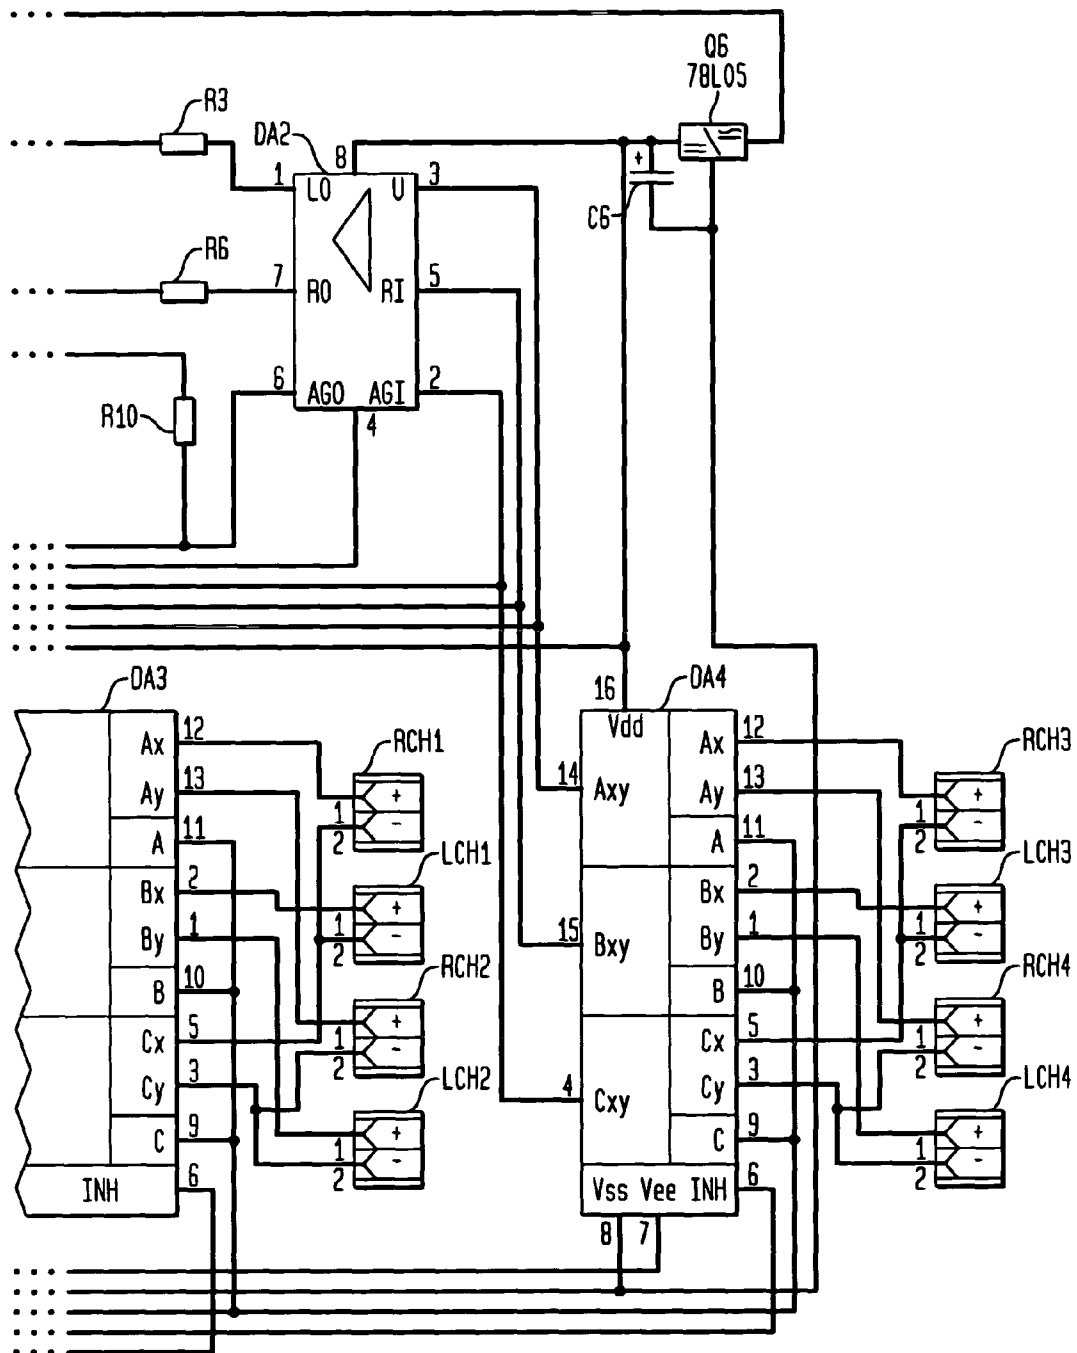 Q6
78L05
R3
DA2
8
1 LO U 3
+
C6
R6
7 RO RI 5
6 AGO AGI 2
R10
4
DA3
16
DA4
Vdd
12
Ax
RCH1
12
Ax
RCH3
13
Ay
+
1
-
2
14
Axy
13
Ay
+
1
-
2
11
A
11
A
LCH1
LCH3
2
Bx
+
1
-
2
2
Bx
+
1
-
2
1
By
15
Bxy
1
By
RCH2
RCH4
10
B
10
B
5
Cx
+
1
-
2
5
Cx
+
1
-
2
3
Cy
LCH2
4
Cxy
3
Cy
LCH4
9
C
+
1
-
2
9
C
+
1
-
2
INH
6
Vss Vee INH
6
8
7